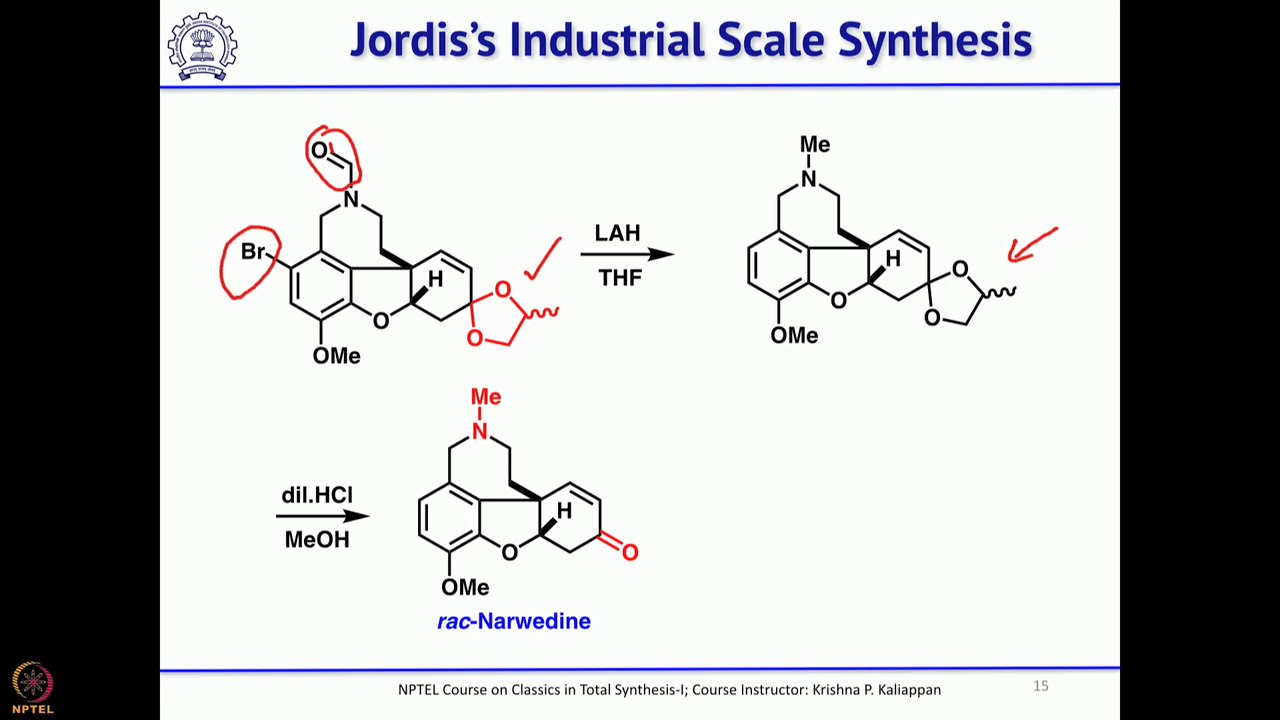 Jordis's Industrial Scale Synthesis
O
N
Br
H
O
O
O
OMe
LAH
THF
Me
N
H
O
O
O
OMe
dil.HCl
MeOH
Me
N
H
O
O
OMe
rac-Narwedine
NPTEL Course on Classics in Total Synthesis-I; Course Instructor: Krishna P. Kaliappan
15
NPTEL